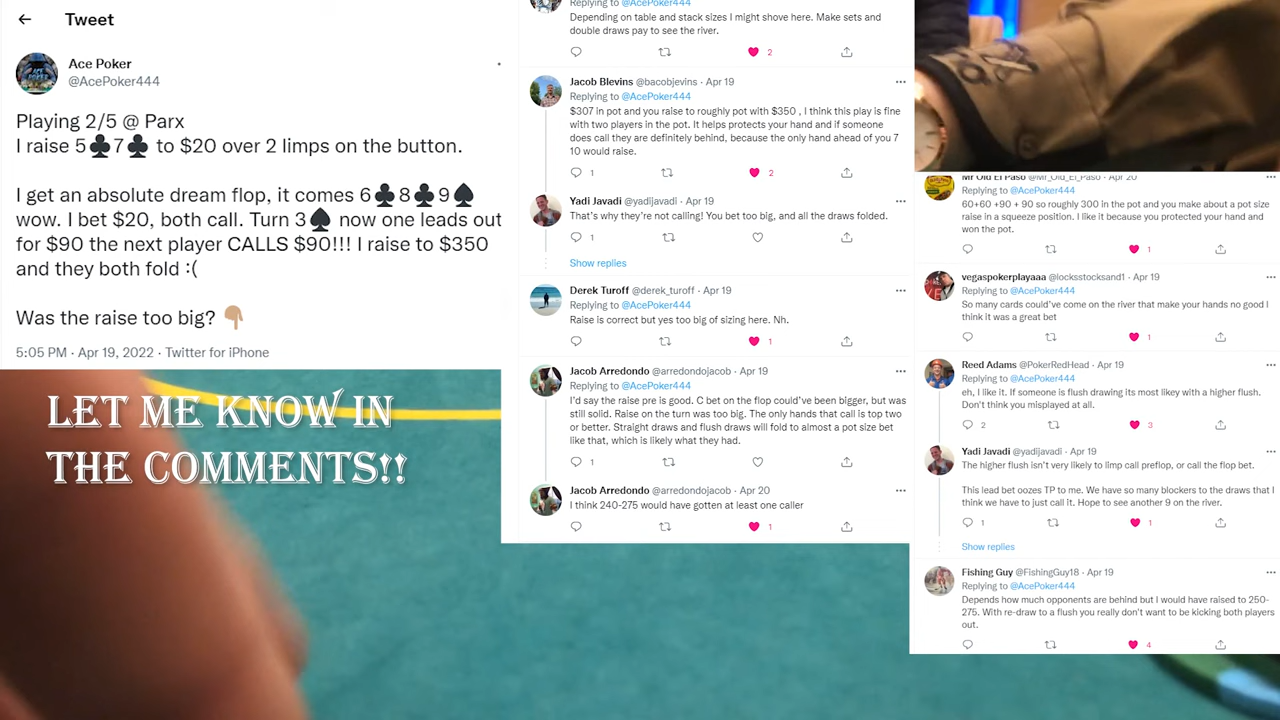 Tweet
Ace Poker
@AcePoker444
Playing 2/5 @ Parx
I raise 5♣7♣ to $20 over 2 limps on the button.
I get an absolute dream flop, it comes 6♣8♣9♠
wow. I bet $20, both call. Turn 3♠ now one leads out
for $90 the next player CALLS $90!!! I raise to $350
and they both fold :(
Was the raise too big? 👇🏽
5:05 PM · Apr 19, 2022 · Twitter for iPhone
LET ME KNOW IN
THE COMMENTS!!
Replying to @AcePoker444
Depending on table and stack sizes I might shove here. Make sets and
double draws pay to see the river.
2
Jacob Blevins @bacobjevins · Apr 19
Replying to @AcePoker444
$307 in pot and you raise to roughly pot with $350 , I think this play is fine
with two players in the pot. It helps protects your hand and if someone
does call they are definitely behind, because the only hand ahead of you 7
10 would raise.
1 2
Yadi Javadi @yadijavadi · Apr 19
That's why they're not calling! You bet too big, and all the draws folded.
1
Show replies
Derek Turoff @derek_turoff · Apr 19
Replying to @AcePoker444
Raise is correct but yes too big of sizing here. Nh.
1
Jacob Arredondo @arredondojacob · Apr 19
Replying to @AcePoker444
I'd say the raise pre is good. C bet on the flop could've been bigger, but was
still solid. Raise on the turn was too big. The only hands that call is top two
or better. Straight draws and flush draws will fold to almost a pot size bet
like that, which is likely what they had.
1
Jacob Arredondo @arredondojacob · Apr 20
I think 240-275 would have gotten at least one caller
1
Mr Old El Paso @Mr_Old_El_Paso · Apr 20
Replying to @AcePoker444
60+60 +90 + 90 so roughly 300 in the pot and you make about a pot size
raise in a squeeze position. I like it because you protected your hand and
won the pot.
1
vegaspokerplayaaa @locksstocksand1 · Apr 19
Replying to @AcePoker444
So many cards could've come on the river that make your hands no good I
think it was a great bet
1
Reed Adams @PokerRedHead · Apr 19
Replying to @AcePoker444
eh, I like it. If someone is flush drawing its most likey with a higher flush.
Don't think you misplayed at all.
2 3
Yadi Javadi @yadijavadi · Apr 19
The higher flush isn't very likely to limp call preflop, or call the flop bet.
This lead bet oozes TP to me. We have so many blockers to the draws that I
think we have to just call it. Hope to see another 9 on the river.
1 1
Show replies
Fishing Guy @FishingGuy18 · Apr 19
Replying to @AcePoker444
Depends how much opponents are behind but I would have raised to 250-
275. With re-draw to a flush you really don't want to be kicking both players
out.
4